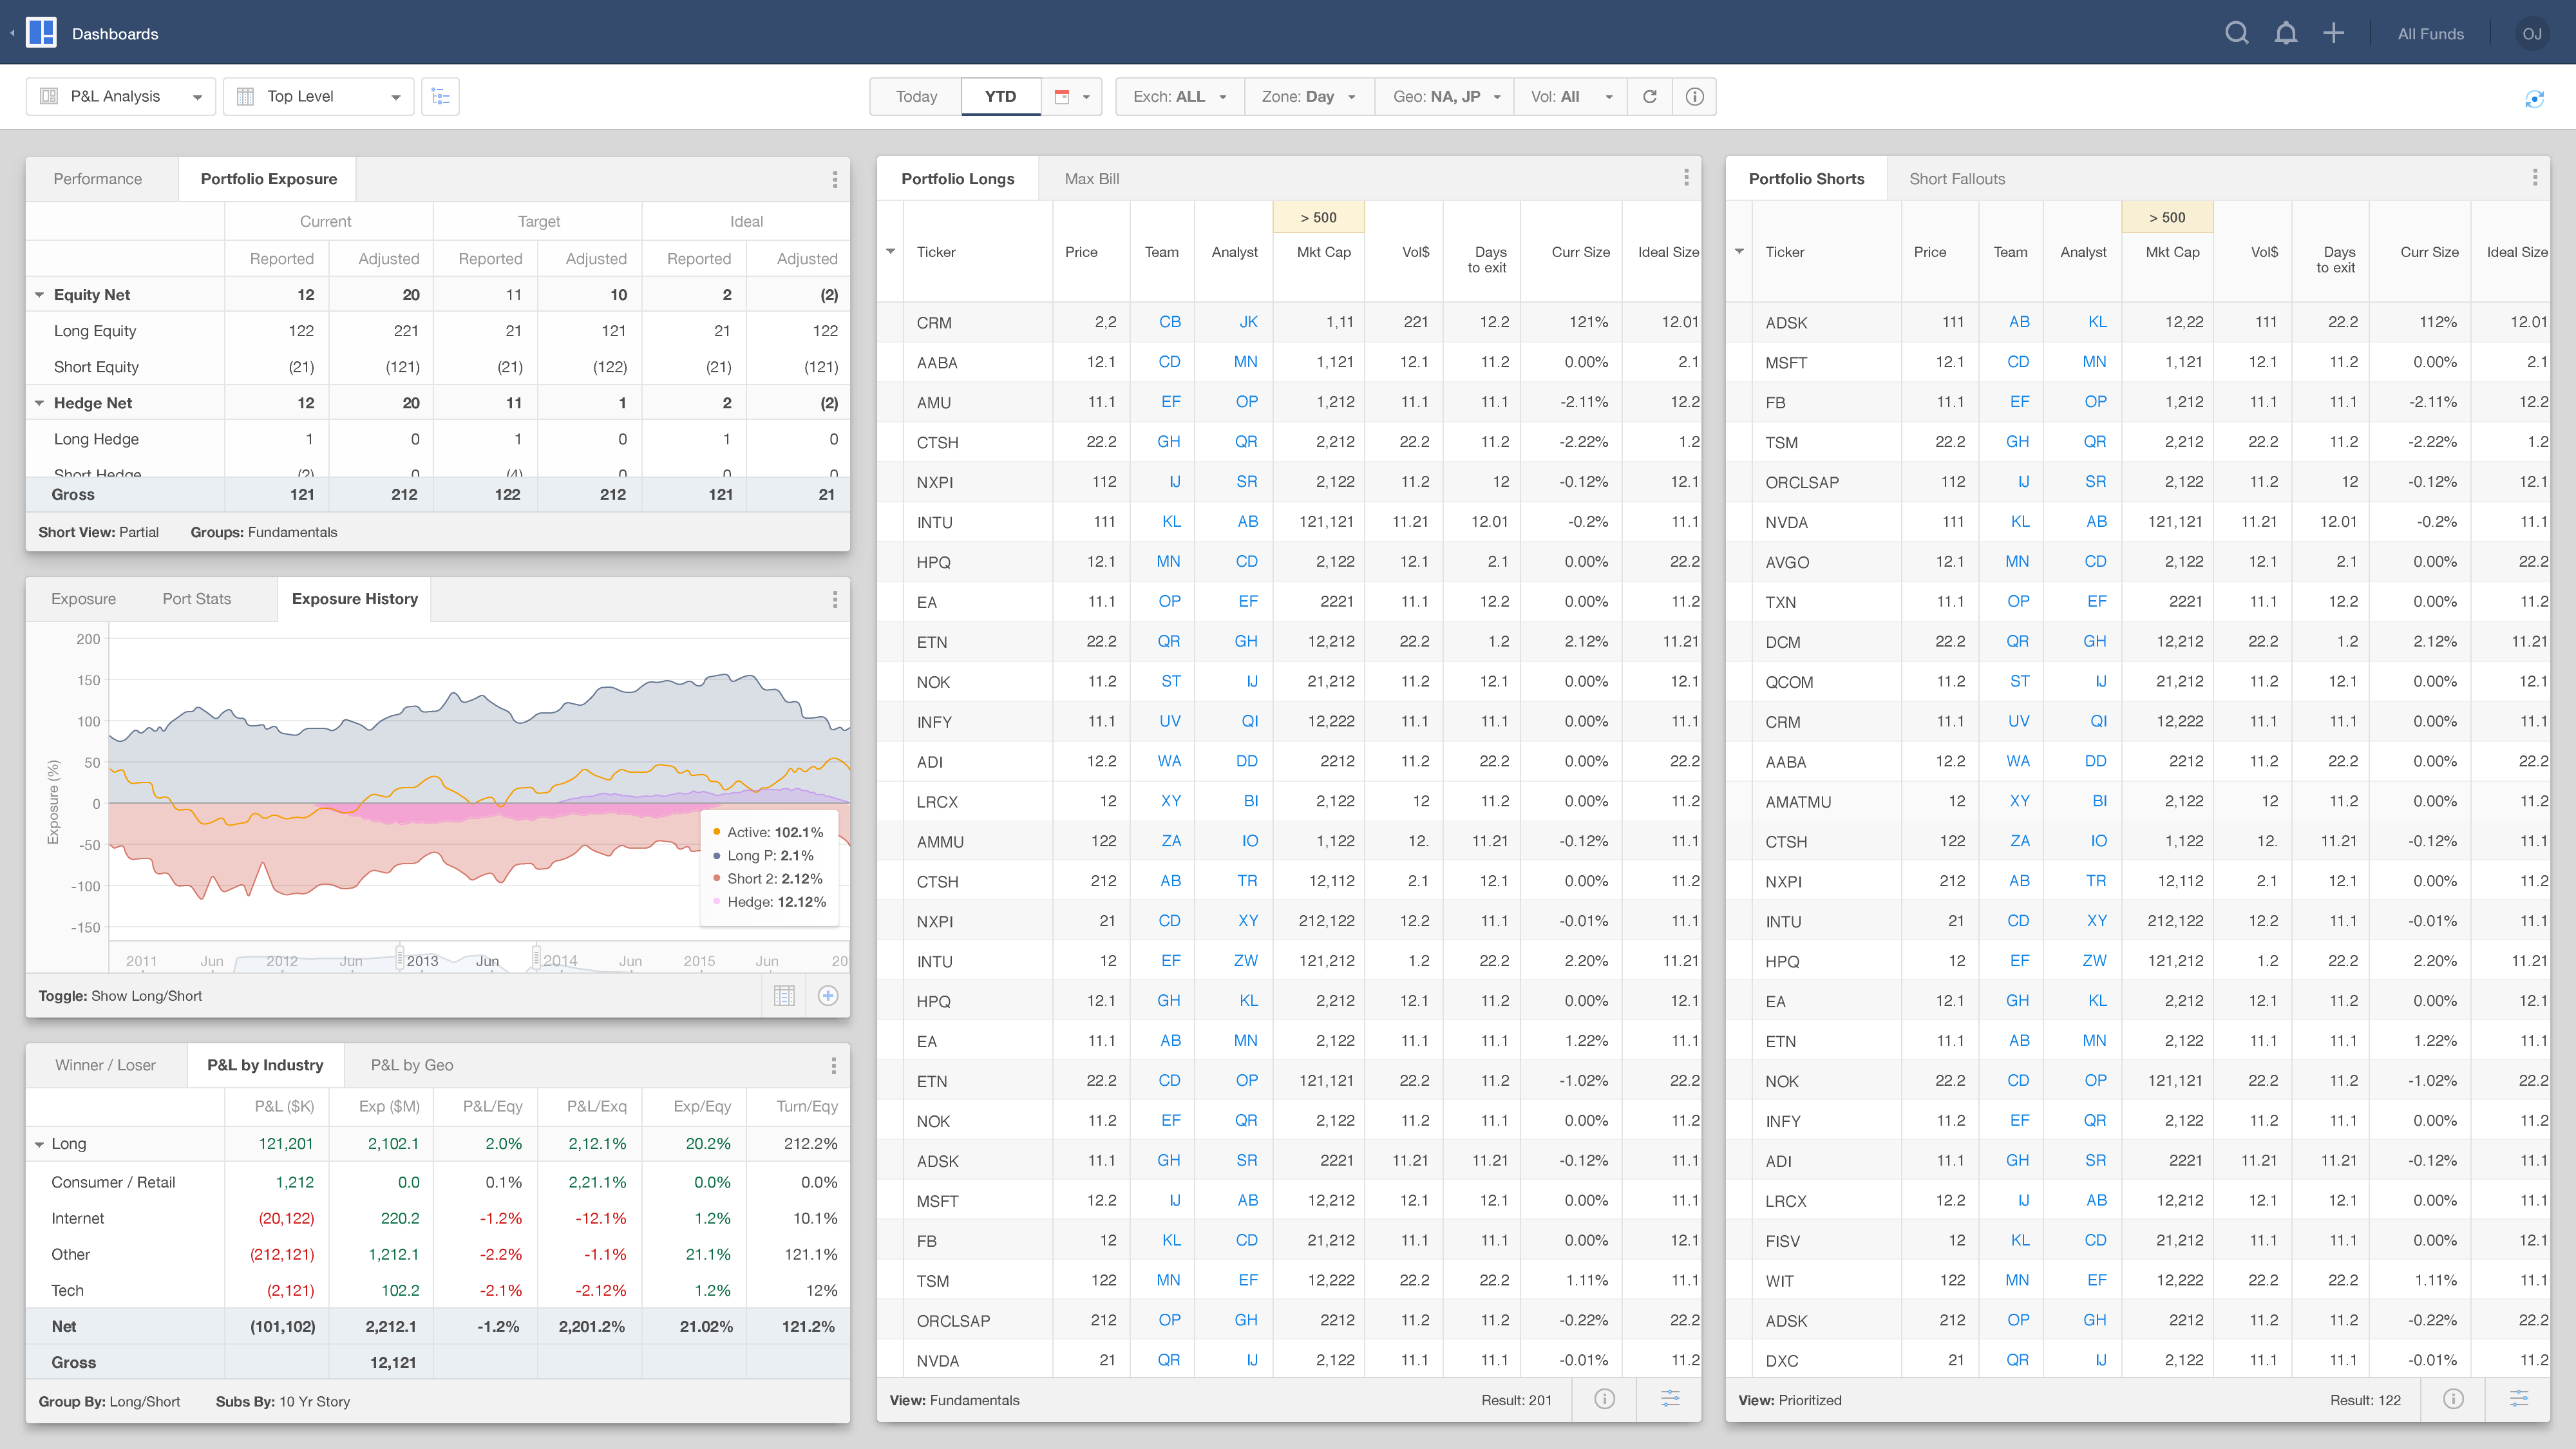 Dashboards
All Funds
OJ
P&L Analysis
Top Level
Today YTD
Exch: ALL Zone: Day Geo: NA, JP Vol: All
Performance Portfolio Exposure
Current Target Ideal
Reported Adjusted Reported Adjusted Reported Adjusted
Equity Net 12 20 11 10 2 (2)
Long Equity 122 221 21 121 21 122
Short Equity (21) (121) (21) (122) (21) (121)
Hedge Net 12 20 11 1 2 (2)
Long Hedge 1 0 1 0 1 0
Short Hedge (2) 0 (4) 0 0 0
Gross 121 212 122 212 121 21
Short View: Partial Groups: Fundamentals
Exposure Port Stats Exposure History
200
150
100
50
0
-50
-100
-150
Exposure (%)
Active: 102.1%
Long P: 2.1%
Short 2: 2.12%
Hedge: 12.12%
2011 Jun 2012 Jun 2013 Jun 2014 Jun 2015 Jun 20
Toggle: Show Long/Short
Winner / Loser P&L by Industry P&L by Geo
P&L ($K) Exp ($M) P&L/Eqy P&L/Exq Exp/Eqy Turn/Eqy
Long 121,201 2,102.1 2.0% 2,12.1% 20.2% 212.2%
Consumer / Retail 1,212 0.0 0.1% 2,21.1% 0.0% 0.0%
Internet (20,122) 220.2 -1.2% -12.1% 1.2% 10.1%
Other (212,121) 1,212.1 -2.2% -1.1% 21.1% 121.1%
Tech (2,121) 102.2 -2.1% -2.12% 1.2% 12%
Net (101,102) 2,212.1 -1.2% 2,201.2% 21.02% 121.2%
Gross 12,121
Group By: Long/Short Subs By: 10 Yr Story
Portfolio Longs Max Bill
> 500
Ticker Price Team Analyst Mkt Cap Vol$ Days to exit Curr Size Ideal Size
CRM 2,2 CB JK 1,11 221 12.2 121% 12.01
AABA 12.1 CD MN 1,121 12.1 11.2 0.00% 2.1
AMU 11.1 EF OP 1,212 11.1 11.1 -2.11% 12.2
CTSH 22.2 GH QR 2,212 22.2 11.2 -2.22% 1.2
NXPI 112 IJ SR 2,122 11.2 12 -0.12% 12.1
INTU 111 KL AB 121,121 11.21 12.01 -0.2% 11.1
HPQ 12.1 MN CD 2,122 12.1 2.1 0.00% 22.2
EA 11.1 OP EF 2221 11.1 12.2 0.00% 11.2
ETN 22.2 QR GH 12,212 22.2 1.2 2.12% 11.21
NOK 11.2 ST IJ 21,212 11.2 12.1 0.00% 12.1
INFY 11.1 UV QI 12,222 11.1 11.1 0.00% 11.1
ADI 12.2 WA DD 2212 11.2 22.2 0.00% 22.2
LRCX 12 XY BI 2,122 12 11.2 0.00% 11.2
AMMU 122 ZA IO 1,122 12. 11.21 -0.12% 11.1
CTSH 212 AB TR 12,112 2.1 12.1 0.00% 11.2
NXPI 21 CD XY 212,122 12.2 11.1 -0.01% 11.1
INTU 12 EF ZW 121,212 1.2 22.2 2.20% 11.21
HPQ 12.1 GH KL 2,212 12.1 11.2 0.00% 12.1
EA 11.1 AB MN 2,122 11.1 11.1 1.22% 11.1
ETN 22.2 CD OP 121,121 22.2 11.2 -1.02% 22.2
NOK 11.2 EF QR 2,122 11.2 11.1 0.00% 11.2
ADSK 11.1 GH SR 2221 11.21 11.21 -0.12% 11.1
MSFT 12.2 IJ AB 12,212 12.1 12.1 0.00% 11.1
FB 12 KL CD 21,212 11.1 11.1 0.00% 12.1
TSM 122 MN EF 12,222 22.2 22.2 1.11% 11.1
ORCLSAP 212 OP GH 2212 11.2 11.2 -0.22% 22.2
NVDA 21 QR IJ 2,122 11.1 11.1 -0.01% 11.2
View: Fundamentals Result: 201
Portfolio Shorts Short Fallouts
> 500
Ticker Price Team Analyst Mkt Cap Vol$ Days to exit Curr Size Ideal Size
ADSK 111 AB KL 12,22 111 22.2 112% 12.01
MSFT 12.1 CD MN 1,121 12.1 11.2 0.00% 2.1
FB 11.1 EF OP 1,212 11.1 11.1 -2.11% 12.2
TSM 22.2 GH QR 2,212 22.2 11.2 -2.22% 1.2
ORCLSAP 112 IJ SR 2,122 11.2 12 -0.12% 12.1
NVDA 111 KL AB 121,121 11.21 12.01 -0.2% 11.1
AVGO 12.1 MN CD 2,122 12.1 2.1 0.00% 22.2
TXN 11.1 OP EF 2221 11.1 12.2 0.00% 11.2
DCM 22.2 QR GH 12,212 22.2 1.2 2.12% 11.21
QCOM 11.2 ST IJ 21,212 11.2 12.1 0.00% 12.1
CRM 11.1 UV QI 12,222 11.1 11.1 0.00% 11.1
AABA 12.2 WA DD 2212 11.2 22.2 0.00% 22.2
AMATMU 12 XY BI 2,122 12 11.2 0.00% 11.2
CTSH 122 ZA IO 1,122 12. 11.21 -0.12% 11.1
NXPI 212 AB TR 12,112 2.1 12.1 0.00% 11.2
INTU 21 CD XY 212,122 12.2 11.1 -0.01% 11.1
HPQ 12 EF ZW 121,212 1.2 22.2 2.20% 11.21
EA 12.1 GH KL 2,212 12.1 11.2 0.00% 12.1
ETN 11.1 AB MN 2,122 11.1 11.1 1.22% 11.1
NOK 22.2 CD OP 121,121 22.2 11.2 -1.02% 22.2
INFY 11.2 EF QR 2,122 11.2 11.1 0.00% 11.2
ADI 11.1 GH SR 2221 11.21 11.21 -0.12% 11.1
LRCX 12.2 IJ AB 12,212 12.1 12.1 0.00% 11.1
FISV 12 KL CD 21,212 11.1 11.1 0.00% 12.1
WIT 122 MN EF 12,222 22.2 22.2 1.11% 11.1
ADSK 212 OP GH 2212 11.2 11.2 -0.22% 22.2
DXC 21 QR IJ 2,122 11.1 11.1 -0.01% 11.2
View: Prioritized Result: 122